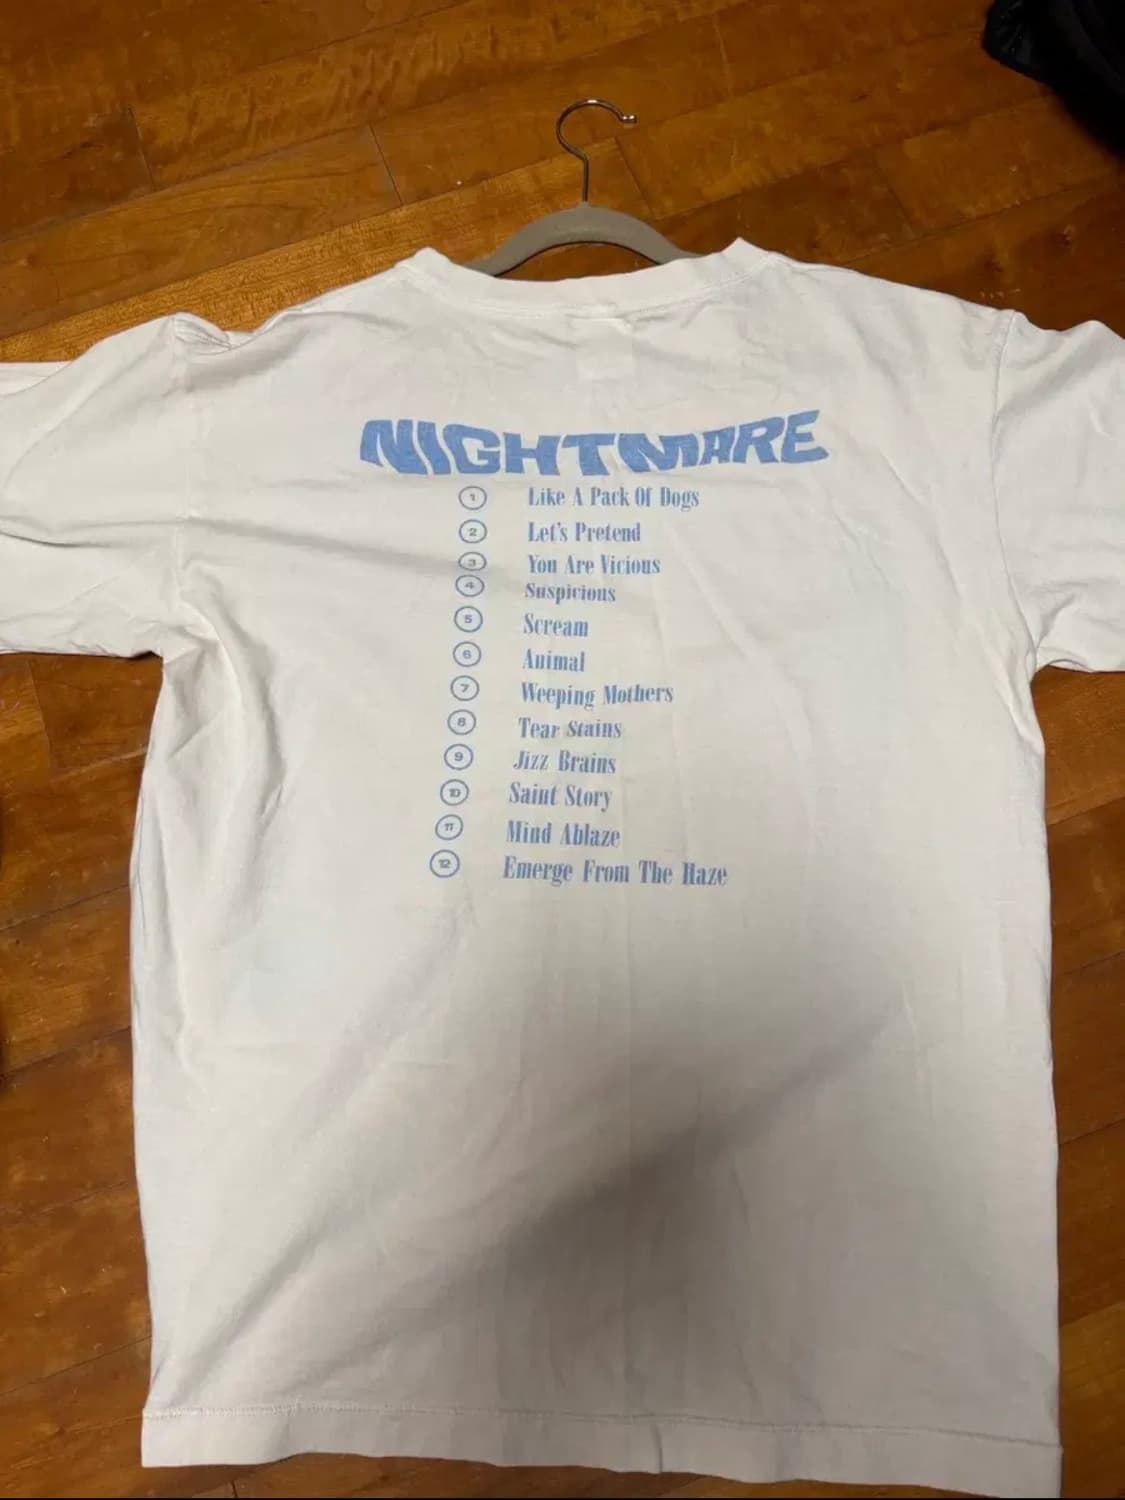 NIGHTMARE
1 Like A Pack Of Dogs
2 Let's Pretend
3 You Are Vicious
4 Suspicious
5 Scream
6 Animal
7 Weeping Mothers
8 Tear Stains
9 Jizz Brains
10 Saint Story
11 Mind Ablaze
12 Emerge From The Haze